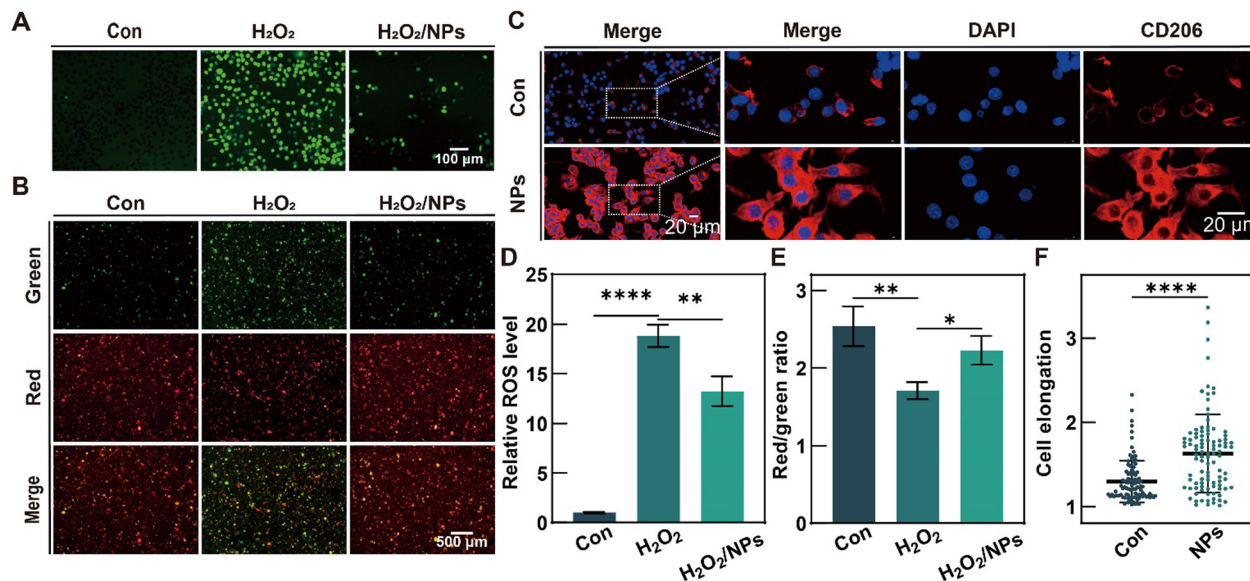 A
Con
H₂O₂
H₂O₂/NPs
100 µm
B
Con
H₂O₂
H₂O₂/NPs
Green
Red
Merge
500 µm
C
Merge
Merge
DAPI
CD206
Con
NPs
20 µm
20 µm
D
Relative ROS level
25
20
15
10
5
0
****
**
Con
H₂O₂
H₂O₂/NPs
E
Red/green ratio
3
2
1
0
**
*
Con
H₂O₂
H₂O₂/NPs
F
Cell elongation
3
2
1
****
Con
NPs